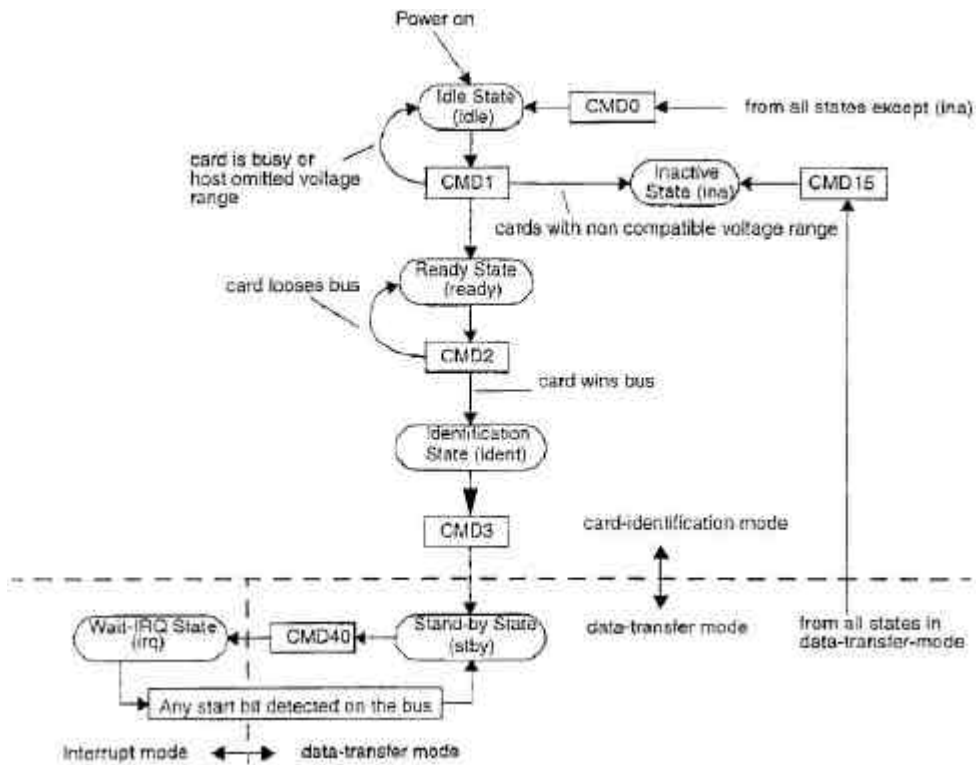 Power on
Idle State
(idle)
CMD0
from all states except (ina)
card is busy or
host omitted voltage
range
CMD1
Inactive
State (ina)
CMD15
cards with non compatible voltage range
Ready State
(ready)
card looses bus
CMD2
card wins bus
Identification
State (ident)
CMD3
card-identification mode
data-transfer mode
from all states in
data-transfer-mode
Wait-IRQ State
(irq)
CMD40
Stand-by State
(stby)
Any start bit detected on the bus
Interrupt mode
data-transfer mode